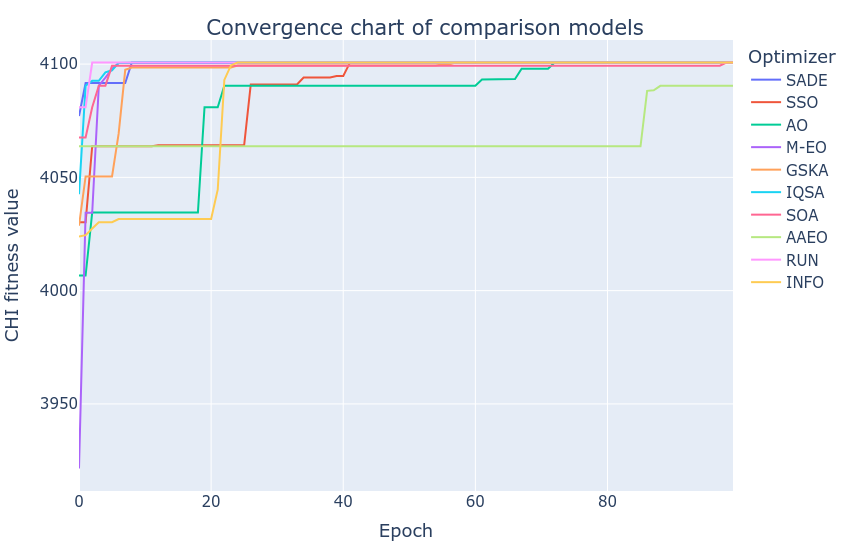 Convergence chart of comparison models
CHI fitness value
4100
4050
4000
3950
0 20 40 60 80
Epoch
Optimizer
SADE
SSO
AO
M-EO
GSKA
IQSA
SOA
AAEO
RUN
INFO